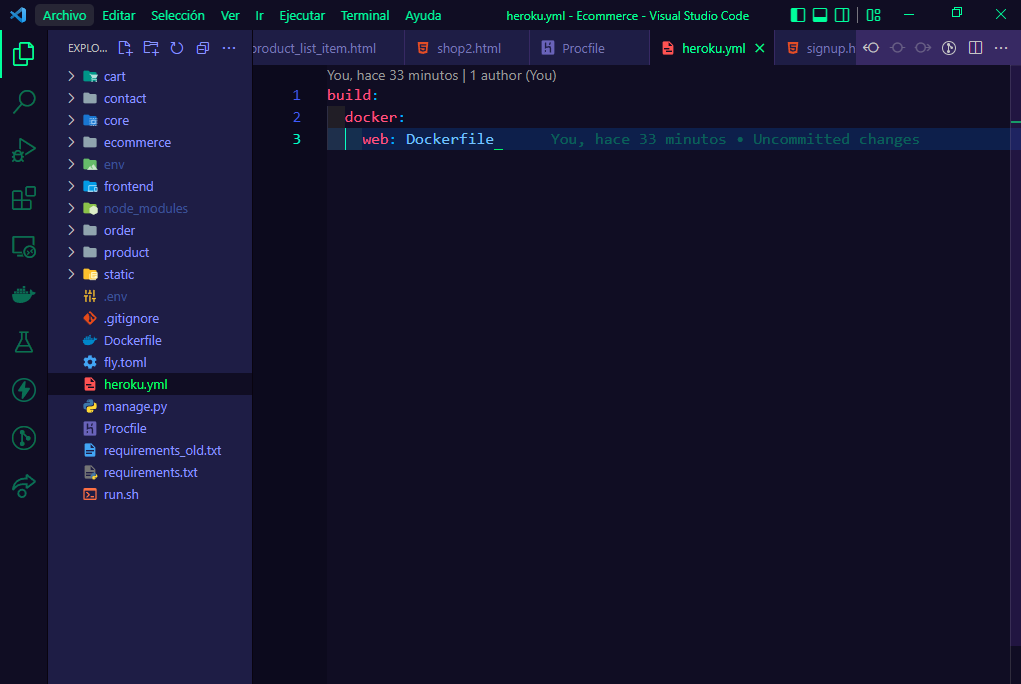 Archivo Editar Selección Ver Ir Ejecutar Terminal Ayuda heroku.yml - Ecommerce - Visual Studio Code
EXPLO... product_list_item.html shop2.html Procfile heroku.yml signup.h
You, hace 33 minutos | 1 author (You)
cart
contact
core
ecommerce
env
frontend
node_modules
order
product
static
.env
.gitignore
Dockerfile
fly.toml
heroku.yml
manage.py
Procfile
requirements_old.txt
requirements.txt
run.sh
1 build:
2 docker:
3 web: Dockerfile You, hace 33 minutos • Uncommitted changes